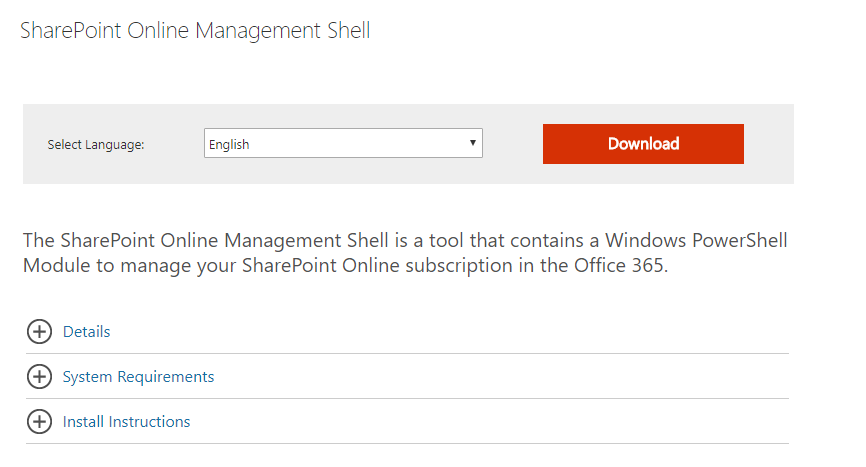 SharePoint Online Management Shell
Select Language:
English
Download
The SharePoint Online Management Shell is a tool that contains a Windows PowerShell
Module to manage your SharePoint Online subscription in the Office 365.
Details
System Requirements
Install Instructions